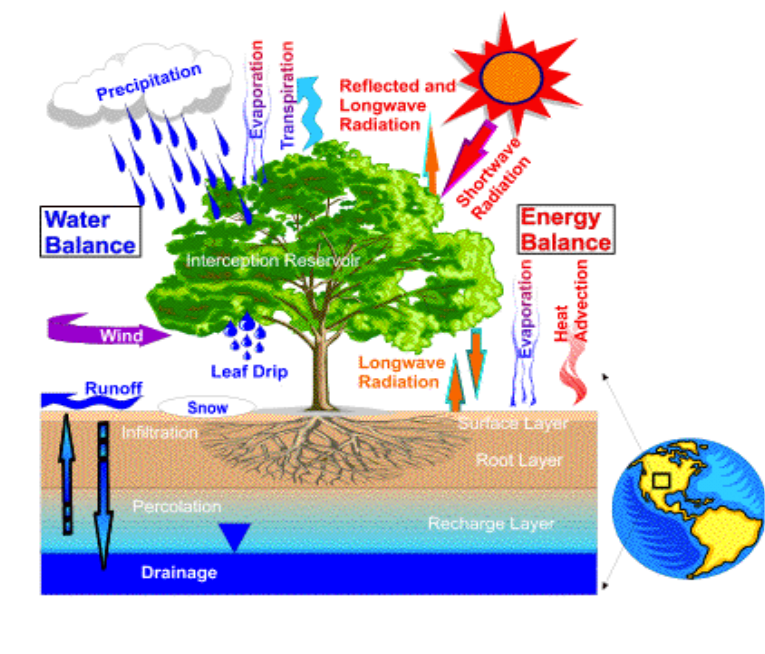 Precipitation
Evaporation
Transpiration
Reflected and
Longwave
Radiation
Shortwave
Radiation
Water
Balance
Energy
Balance
Interception Reservoir
Evaporation
Heat
Advection
Wind
Leaf Drip
Longwave
Radiation
Runoff
Snow
Infiltration
Surface Layer
Root Layer
Percolation
Recharge Layer
Drainage